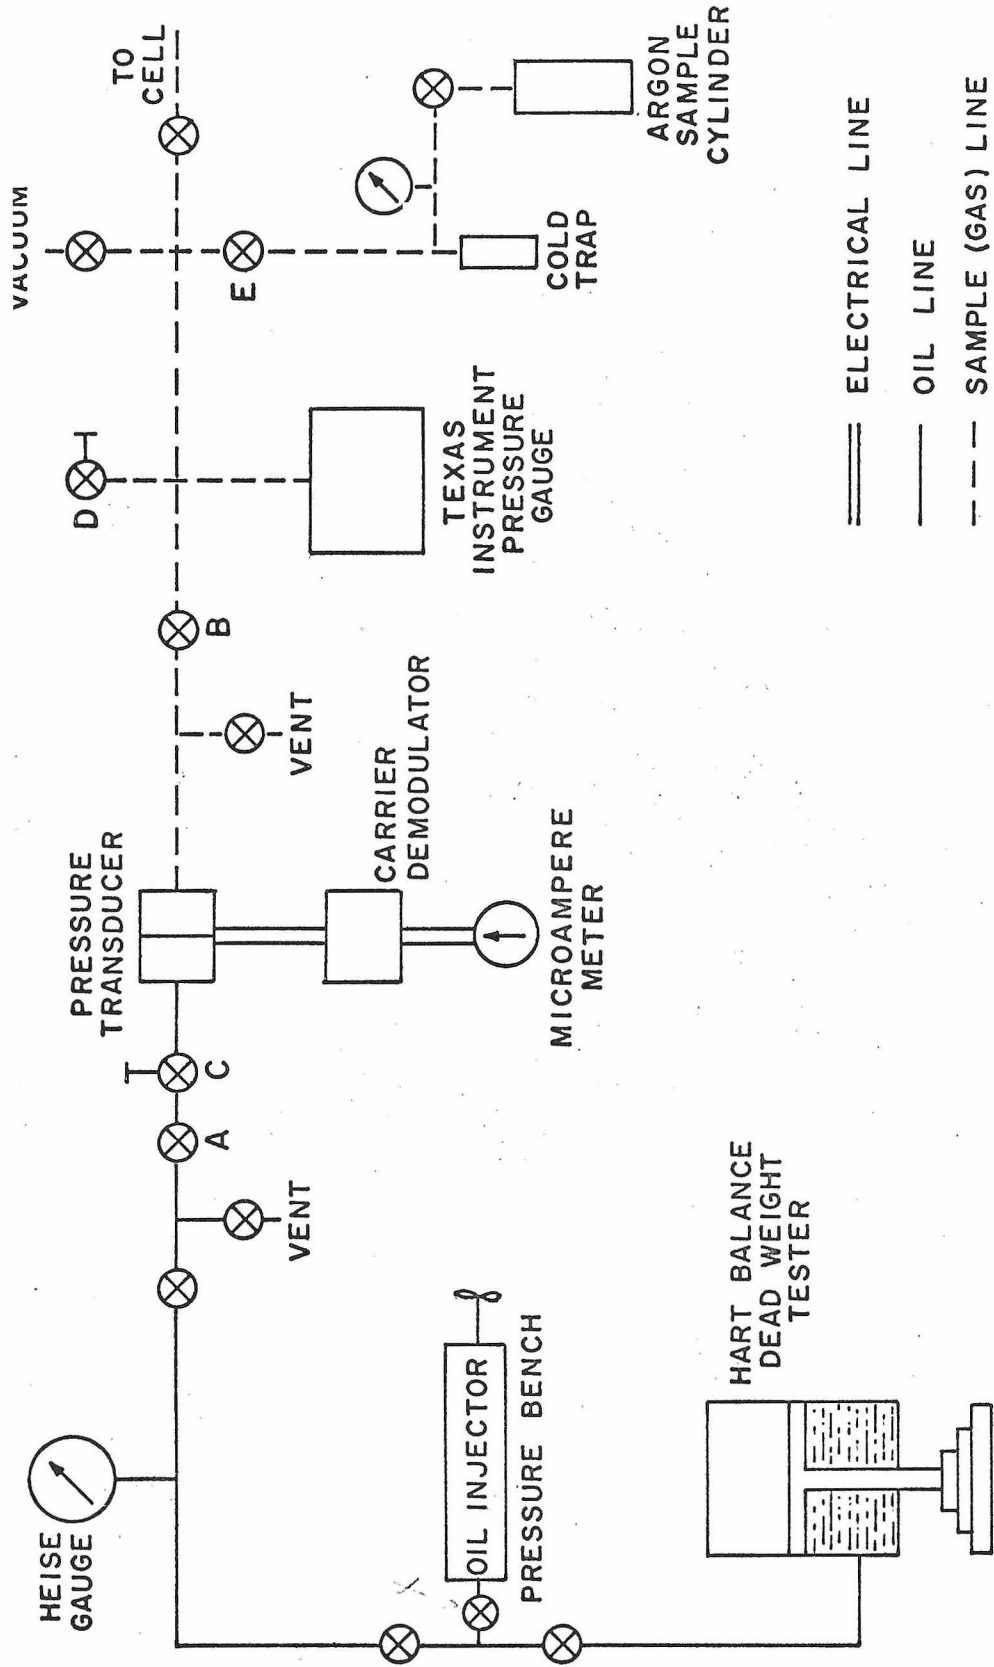 HEISE
GAUGE
VENT
A
C
PRESSURE
TRANSDUCER
VENT
B
D
VACUUM
E
TO
CELL
OIL INJECTOR
PRESSURE BENCH
CARRIER
DEMODULATOR
MICROAMPERE
METER
TEXAS
INSTRUMENT
PRESSURE
GAUGE
COLD
TRAP
ARGON
SAMPLE
CYLINDER
HART BALANCE
DEAD WEIGHT
TESTER
ELECTRICAL LINE
OIL LINE
SAMPLE (GAS) LINE